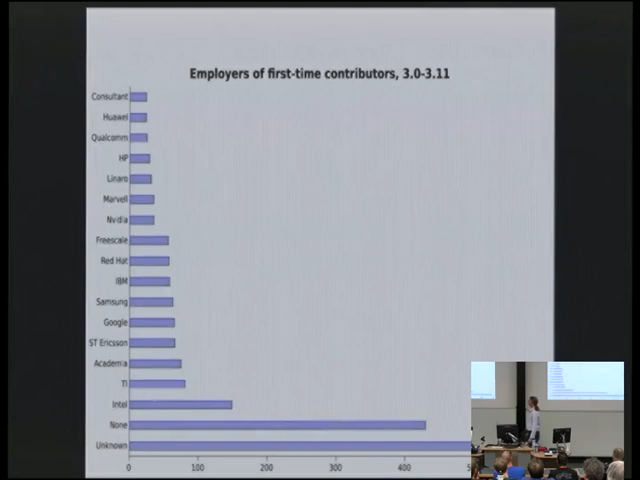 Employers of first-time contributors, 3.0-3.11
Consultant
Huawei
Qualcomm
HP
Linaro
Marvell
Nvidia
Freescale
Red Hat
IBM
Samsung
Google
ST Ericsson
Academia
TI
Intel
None
Unknown
0 100 200 300 400